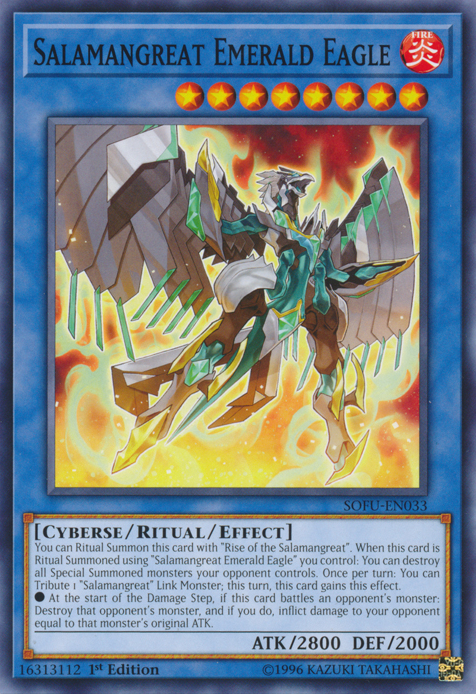 SALAMANGREAT EMERALD EAGLE
FIRE
炎
SOFU-EN033
[CYBERSE/RITUAL/EFFECT]
You can Ritual Summon this card with "Rise of the Salamangreat". When this card is
Ritual Summoned using "Salamangreat Emerald Eagle" you control: You can destroy
all Special Summoned monsters your opponent controls. Once per turn: You can
Tribute 1 "Salamangreat" Link Monster; this turn, this card gains this effect.
● At the start of the Damage Step, if this card battles an opponent's monster:
Destroy that opponent's monster, and if you do, inflict damage to your opponent
equal to that monster's original ATK.
ATK/2800 DEF/2000
16313112 1st Edition ©1996 KAZUKI TAKAHASHI